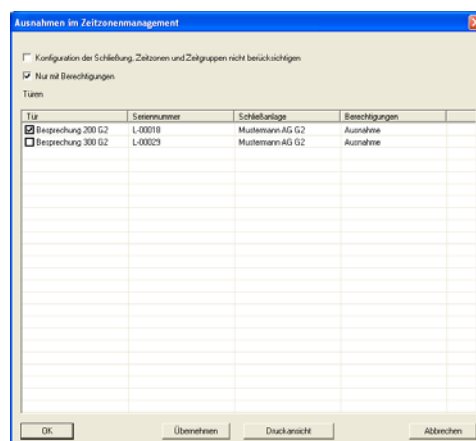 Ausnahmen im Zeitzonenmanagement
Konfiguration der Schließung, Zeitzonen und Zeitgruppen nicht berücksichtigen
Nur mit Berechtigungen
Türen
Tür Seriennummer Schließanlage Berechtigungen
Besprechung 200 G2 L-00018 Mustermann AG G2 Ausnahme
Besprechung 300 G2 L-00029 Mustermann AG G2 Ausnahme
OK Übernehmen Druckansicht Abbrechen